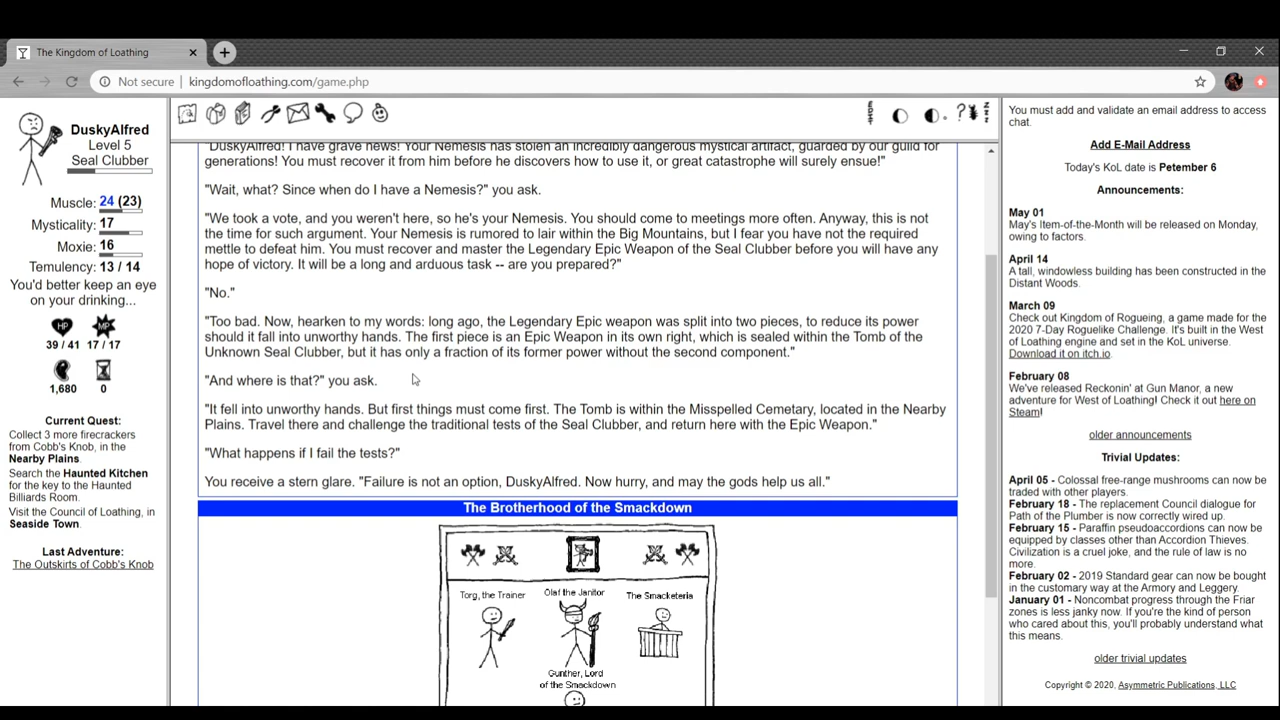 The Kingdom of Loathing
Not secure | kingdomofloathing.com/game.php
DuskyAlfred
Level 5
Seal Clubber
Muscle: 24 (23)
Mysticality: 17
Moxie: 16
Temulency: 13 / 14
You'd better keep an eye
on your drinking...
HP
MP
39 / 41
17 / 17
1,680
0
Current Quest:
Collect 3 more firecrackers
from Cobb's Knob, in the
Nearby Plains.
Search the Haunted Kitchen
for the key to the Haunted
Billiards Room.
Visit the Council of Loathing, in
Seaside Town.
Last Adventure:
The Outskirts of Cobb's Knob
"DuskyAlfred! I have grave news! Your Nemesis has stolen an incredibly dangerous mystical artifact, guarded by our guild for
generations! You must recover it from him before he discovers how to use it, or great catastrophe will surely ensue!"
"Wait, what? Since when do I have a Nemesis?" you ask.
"We took a vote, and you weren't here, so he's your Nemesis. You should come to meetings more often. Anyway, this is not
the time for such argument. Your Nemesis is rumored to lair within the Big Mountains, but I fear you have not the required
mettle to defeat him. You must recover and master the Legendary Epic Weapon of the Seal Clubber before you will have any
hope of victory. It will be a long and arduous task -- are you prepared?"
"No."
"Too bad. Now, hearken to my words: long ago, the Legendary Epic weapon was split into two pieces, to reduce its power
should it fall into unworthy hands. The first piece is an Epic Weapon in its own right, which is sealed within the Tomb of the
Unknown Seal Clubber, but it has only a fraction of its former power without the second component."
"And where is that?" you ask.
"It fell into unworthy hands. But first things must come first. The Tomb is within the Misspelled Cemetary, located in the Nearby
Plains. Travel there and challenge the traditional tests of the Seal Clubber, and return here with the Epic Weapon."
"What happens if I fail the tests?"
You receive a stern glare. "Failure is not an option, DuskyAlfred. Now hurry, and may the gods help us all."
The Brotherhood of the Smackdown
Torg, the Trainer
Olaf the Janitor
The Smacketeria
Gunther, Lord
of the Smackdown
You must add and validate an email address to access
chat.
Add E-Mail Address
Today's KoL date is Petember 6
Announcements:
May 01
May's Item-of-the-Month will be released on Monday,
owing to factors.
April 14
A tall, windowless building has been constructed in the
Distant Woods.
March 09
Check out Kingdom of Rogueing, a game made for the
2020 7-Day Roguelike Challenge. It's built in the West
of Loathing engine and set in the KoL universe.
Download it on itch.io.
February 08
We've released Reckonin' at Gun Manor, a new
adventure for West of Loathing! Check it out here on
Steam!
older announcements
Trivial Updates:
April 05 - Colossal free-range mushrooms can now be
traded with other players.
February 18 - The replacement Council dialogue for
Path of the Plumber is now correctly wired up.
February 15 - Paraffin pseudoaccordions can now be
equipped by classes other than Accordion Thieves.
Civilization is a cruel joke, and the rule of law is no
more.
February 02 - 2019 Standard gear can now be bought
in the customary way at the Armory and Leggery.
January 01 - Noncombat progress through the Friar
zones is less janky now. If you're the kind of person
who cared about this, you'll probably understand what
this means.
older trivial updates
Copyright © 2020, Asymmetric Publications, LLC